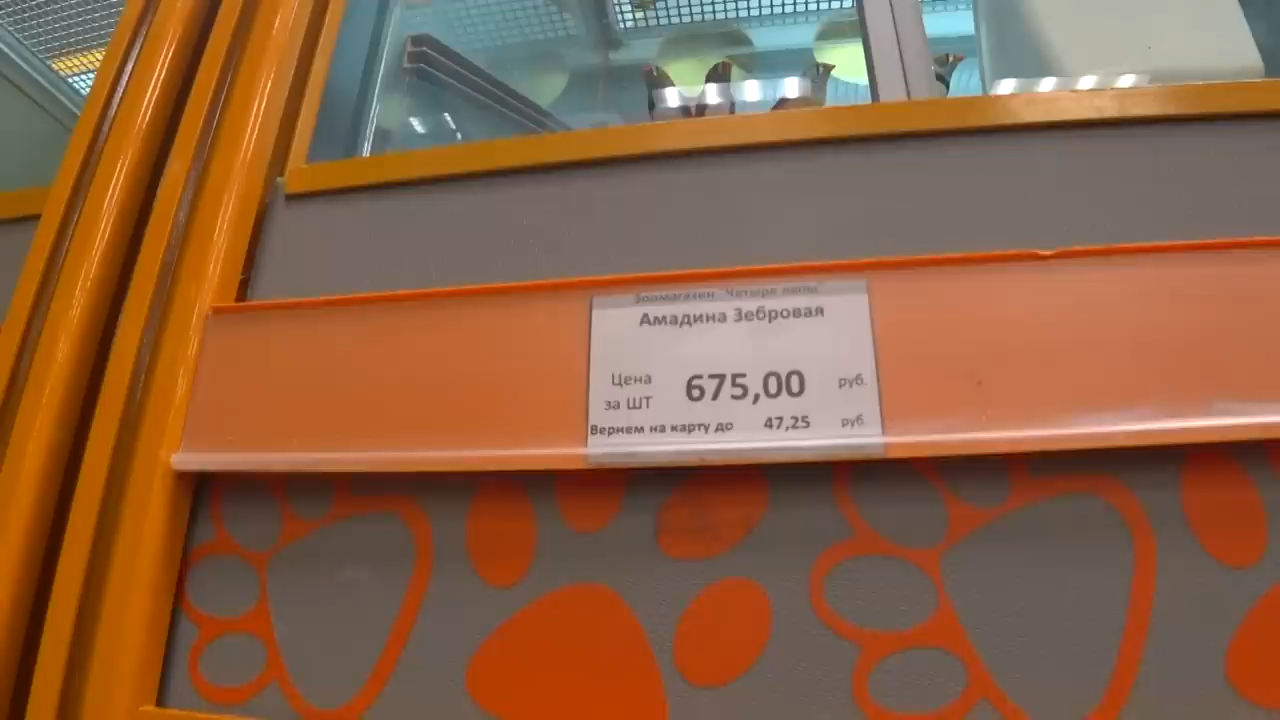 Зоомагазин "Четыре лапы"
Амадина Зебровая
Цена за ШТ 675,00 руб.
Вернем на карту до 47,25 руб.